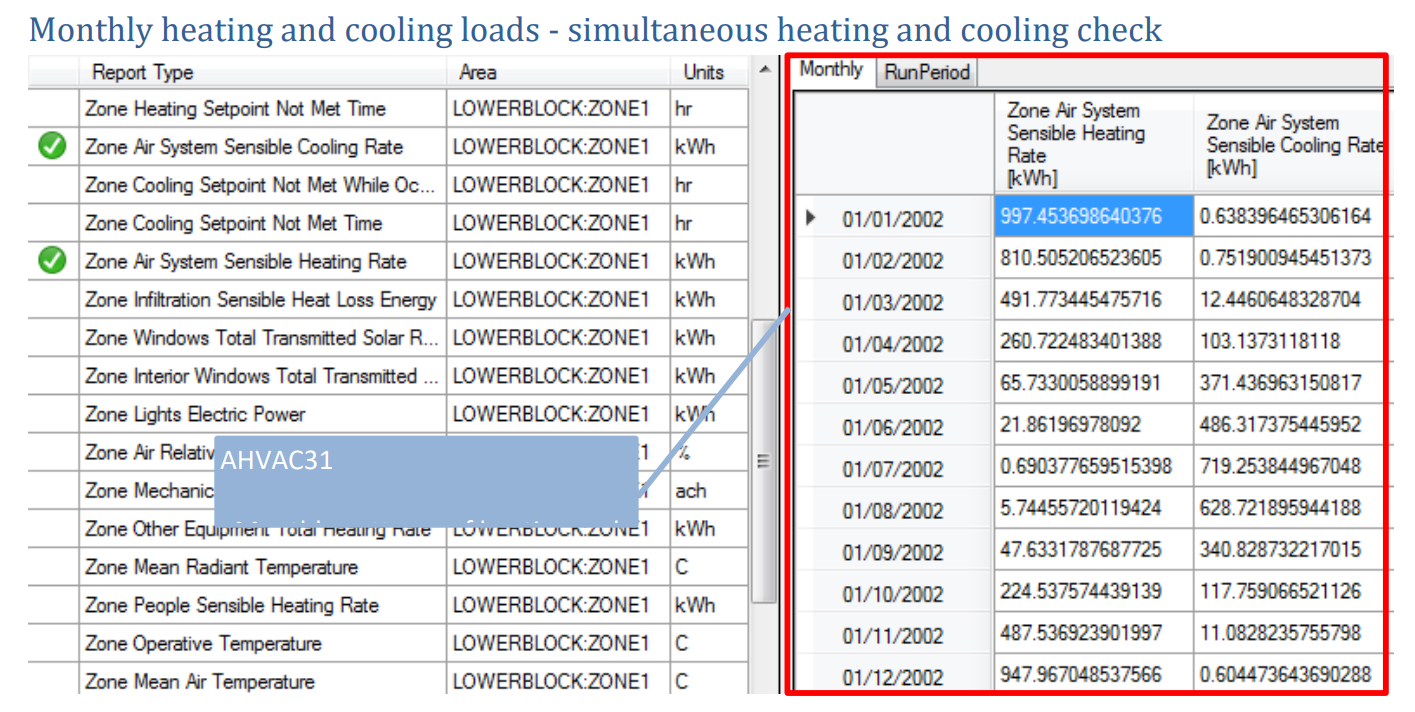 Monthly heating and cooling loads - simultaneous heating and cooling check
Report Type Area Units
Zone Heating Setpoint Not Met Time LOWERBLOCK:ZONE1 hr
Zone Air System Sensible Cooling Rate LOWERBLOCK:ZONE1 kWh
Zone Cooling Setpoint Not Met While Oc... LOWERBLOCK:ZONE1 hr
Zone Cooling Setpoint Not Met Time LOWERBLOCK:ZONE1 hr
Zone Air System Sensible Heating Rate LOWERBLOCK:ZONE1 kWh
Zone Infiltration Sensible Heat Loss Energy LOWERBLOCK:ZONE1 kWh
Zone Windows Total Transmitted Solar R... LOWERBLOCK:ZONE1 kWh
Zone Interior Windows Total Transmitted ... LOWERBLOCK:ZONE1 kWh
Zone Lights Electric Power LOWERBLOCK:ZONE1 kWh
Zone Air Relativ 1 %
AHVAC31
Zone Mechanic ach
Zone Other Equipment Total Heating Rate LOWERBLOCK:ZONE1 kWh
Zone Mean Radiant Temperature LOWERBLOCK:ZONE1 C
Zone People Sensible Heating Rate LOWERBLOCK:ZONE1 kWh
Zone Operative Temperature LOWERBLOCK:ZONE1 C
Zone Mean Air Temperature LOWERBLOCK:ZONE1 C
Monthly RunPeriod
Zone Air System
Sensible Heating
Rate
[kWh]
Zone Air System
Sensible Cooling Rate
[kWh]
01/01/2002 997.453698640376 0.638396465306164
01/02/2002 810.505206523605 0.751900945451373
01/03/2002 491.773445475716 12.4460648328704
01/04/2002 260.722483401388 103.1373118118
01/05/2002 65.7330058899191 371.436963150817
01/06/2002 21.86196978092 486.317375445952
01/07/2002 0.690377659515398 719.253844967048
01/08/2002 5.74455720119424 628.721895944188
01/09/2002 47.6331787687725 340.828732217015
01/10/2002 224.537574439139 117.759066521126
01/11/2002 487.536923901997 11.0828235755798
01/12/2002 947.967048537566 0.604473643690288